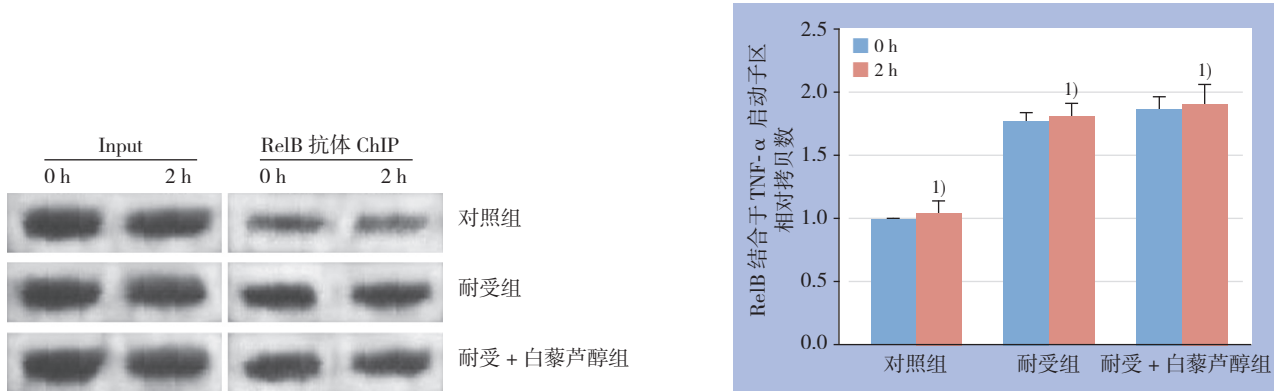 Input
RelB 抗体 ChIP
0 h
2 h
0 h
2 h
对照组
耐受组
耐受 + 白藜芦醇组
RelB 结合于 TNF-α 启动子区
相对拷贝数
2.5
2.0
1.5
1.0
0.5
0.0
0 h
2 h
1)
1)
1)
对照组
耐受组
耐受 + 白藜芦醇组